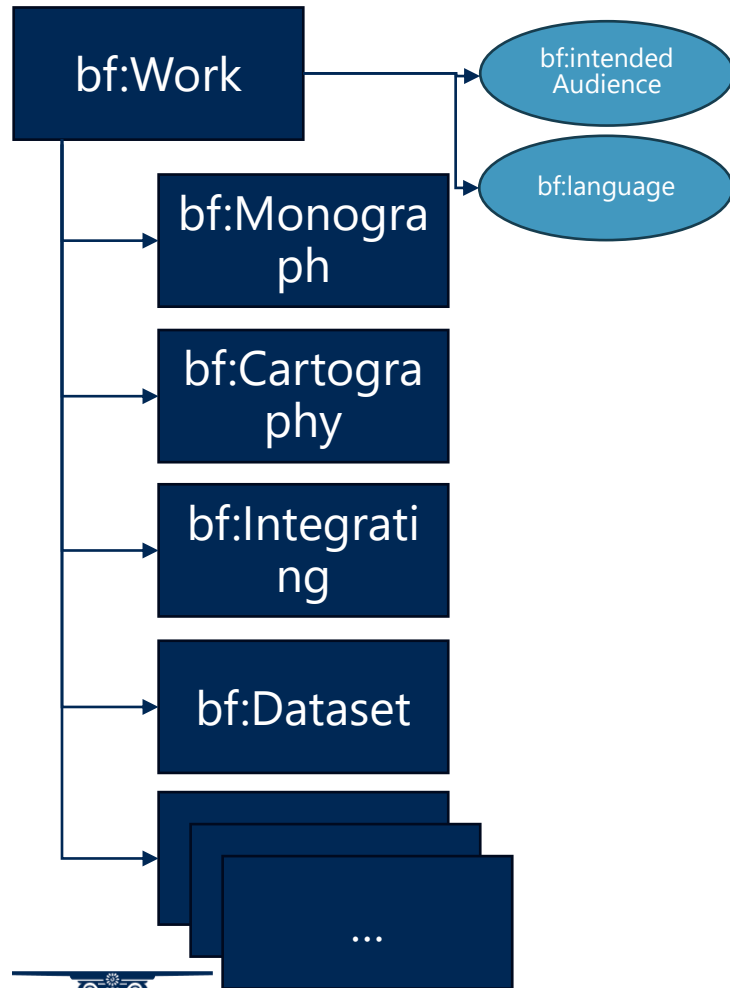 bf:Work
bf:intended
Audience
bf:language
bf:Monogra
ph
bf:Cartogra
phy
bf:Integrati
ng
bf:Dataset
...